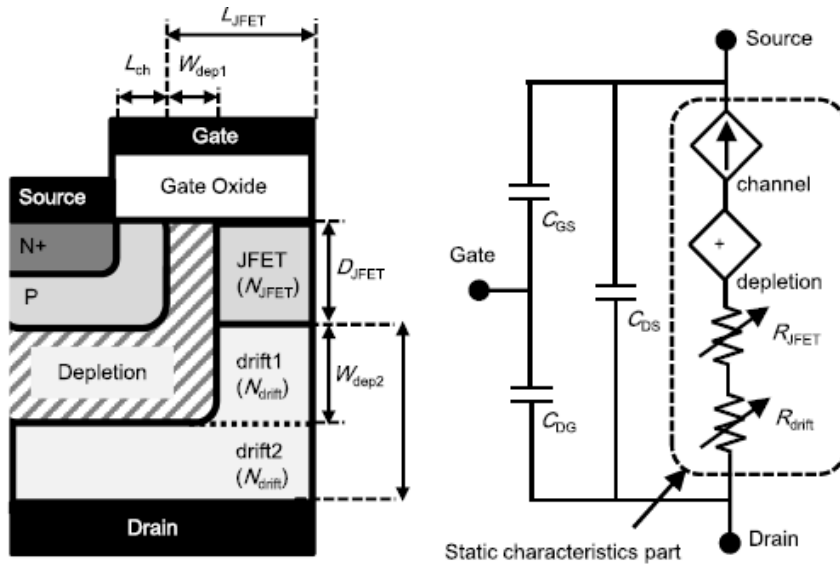 L_JFET
L_ch
W_dep1
Gate
Gate Oxide
Source
N+
P
JFET
(N_JFET)
D_JFET
Depletion
drift1
(N_drift)
W_dep2
drift2
(N_drift)
Drain
Source
channel
C_GS
+
depletion
Gate
C_DS
R_JFET
C_DG
R_drift
Drain
Static characteristics part